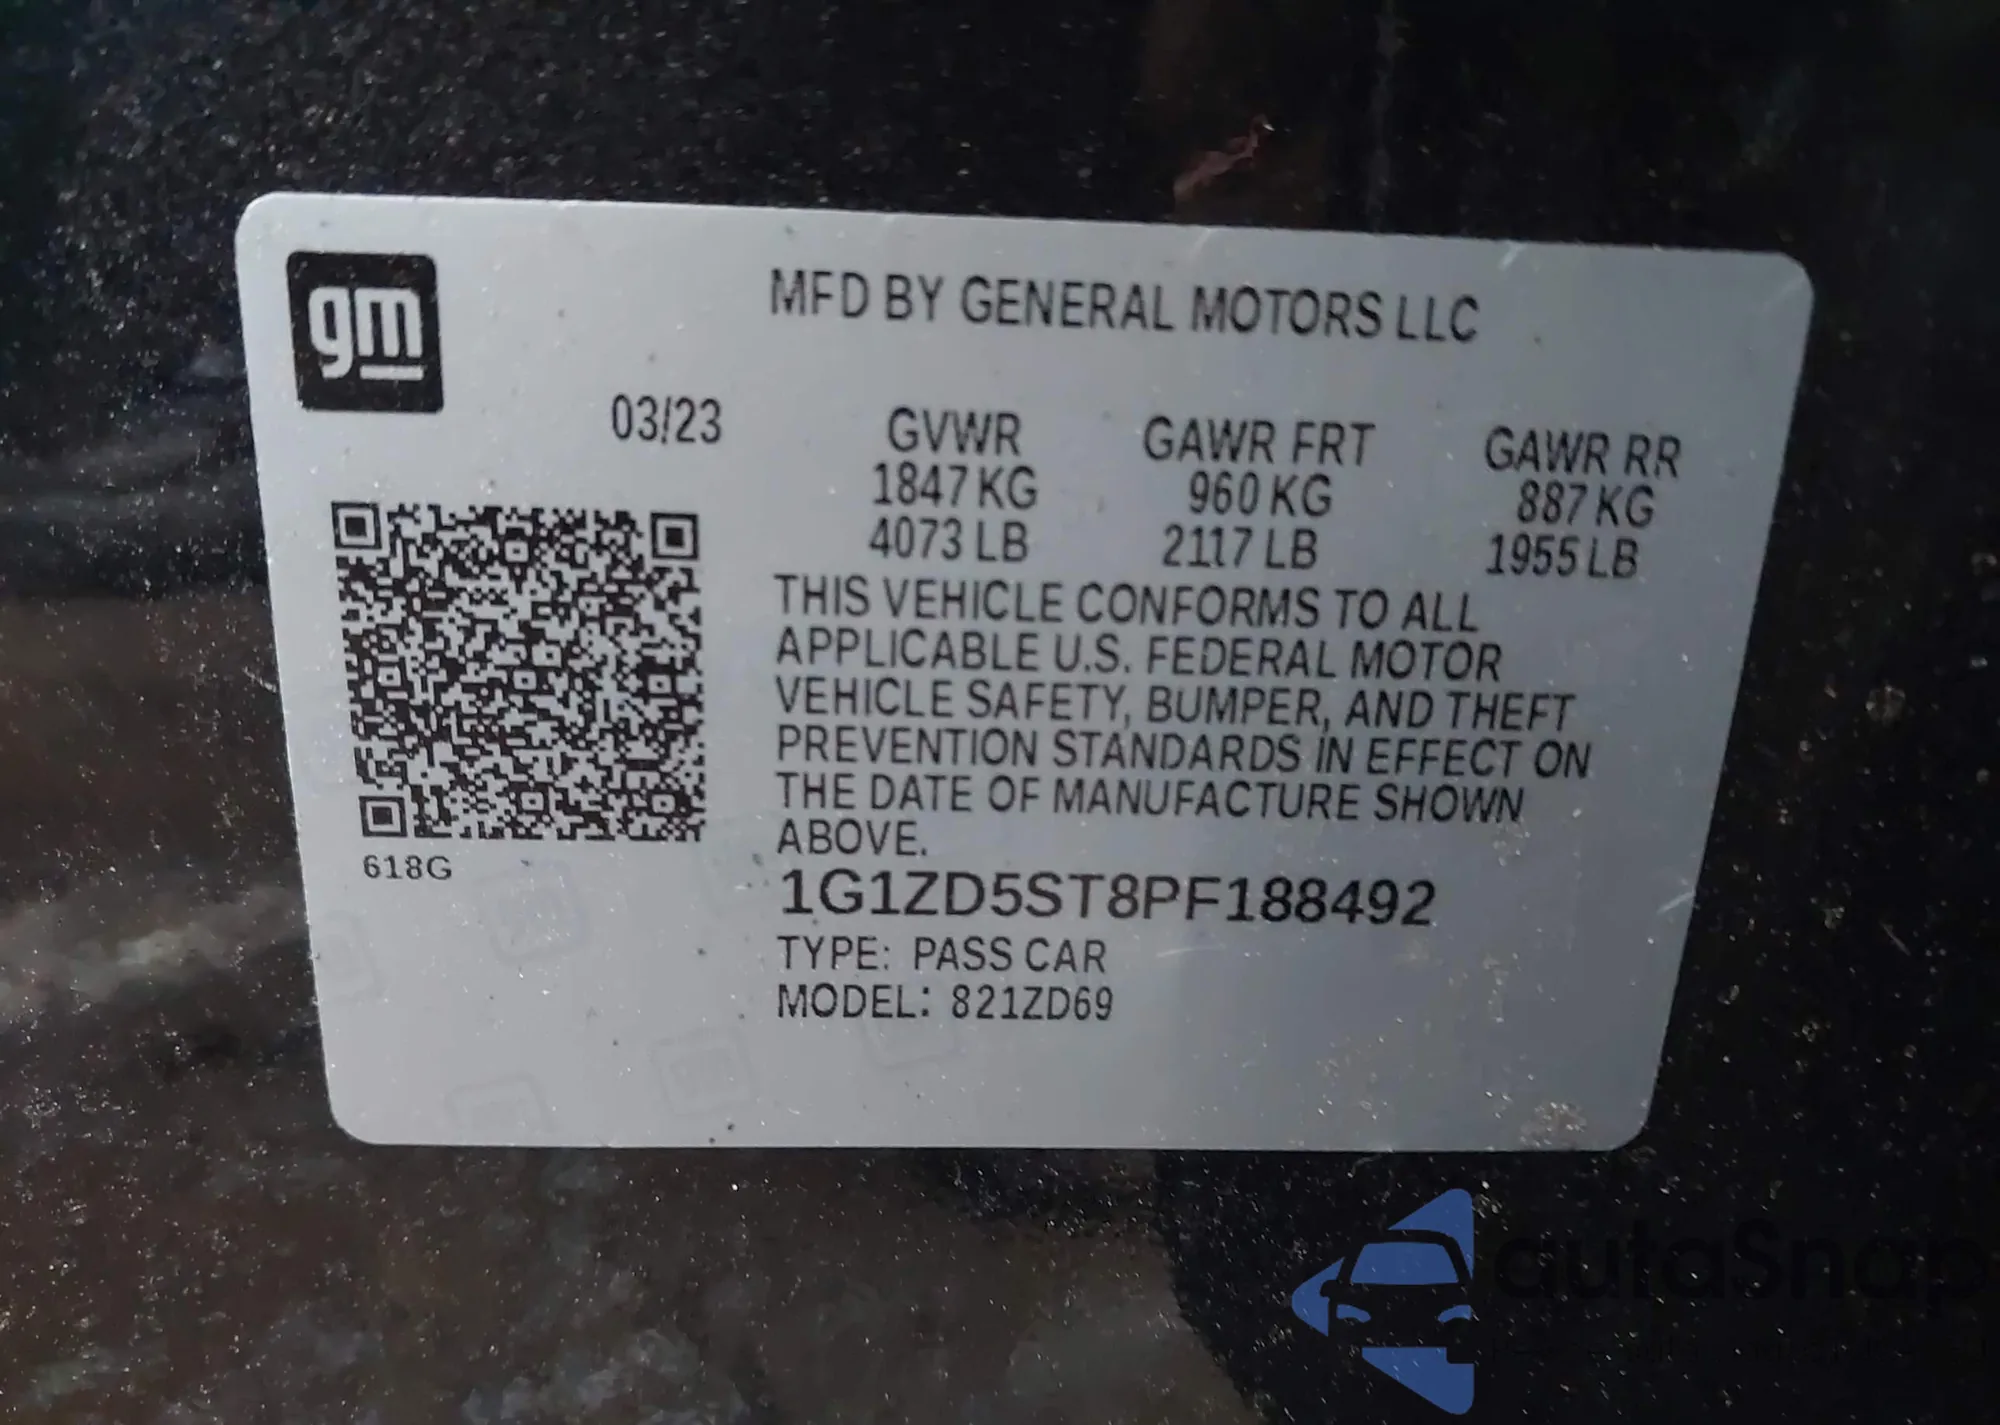 gm
MFD BY GENERAL MOTORS LLC
03/23
GVWR GAWR FRT GAWR RR
1847 KG 960 KG 887 KG
4073 LB 2117 LB 1955 LB
THIS VEHICLE CONFORMS TO ALL
APPLICABLE U.S. FEDERAL MOTOR
VEHICLE SAFETY, BUMPER, AND THEFT
PREVENTION STANDARDS IN EFFECT ON
THE DATE OF MANUFACTURE SHOWN
ABOVE.
618G
1G1ZD5ST8PF188492
TYPE: PASS CAR
MODEL: 821ZD69
autaSnap